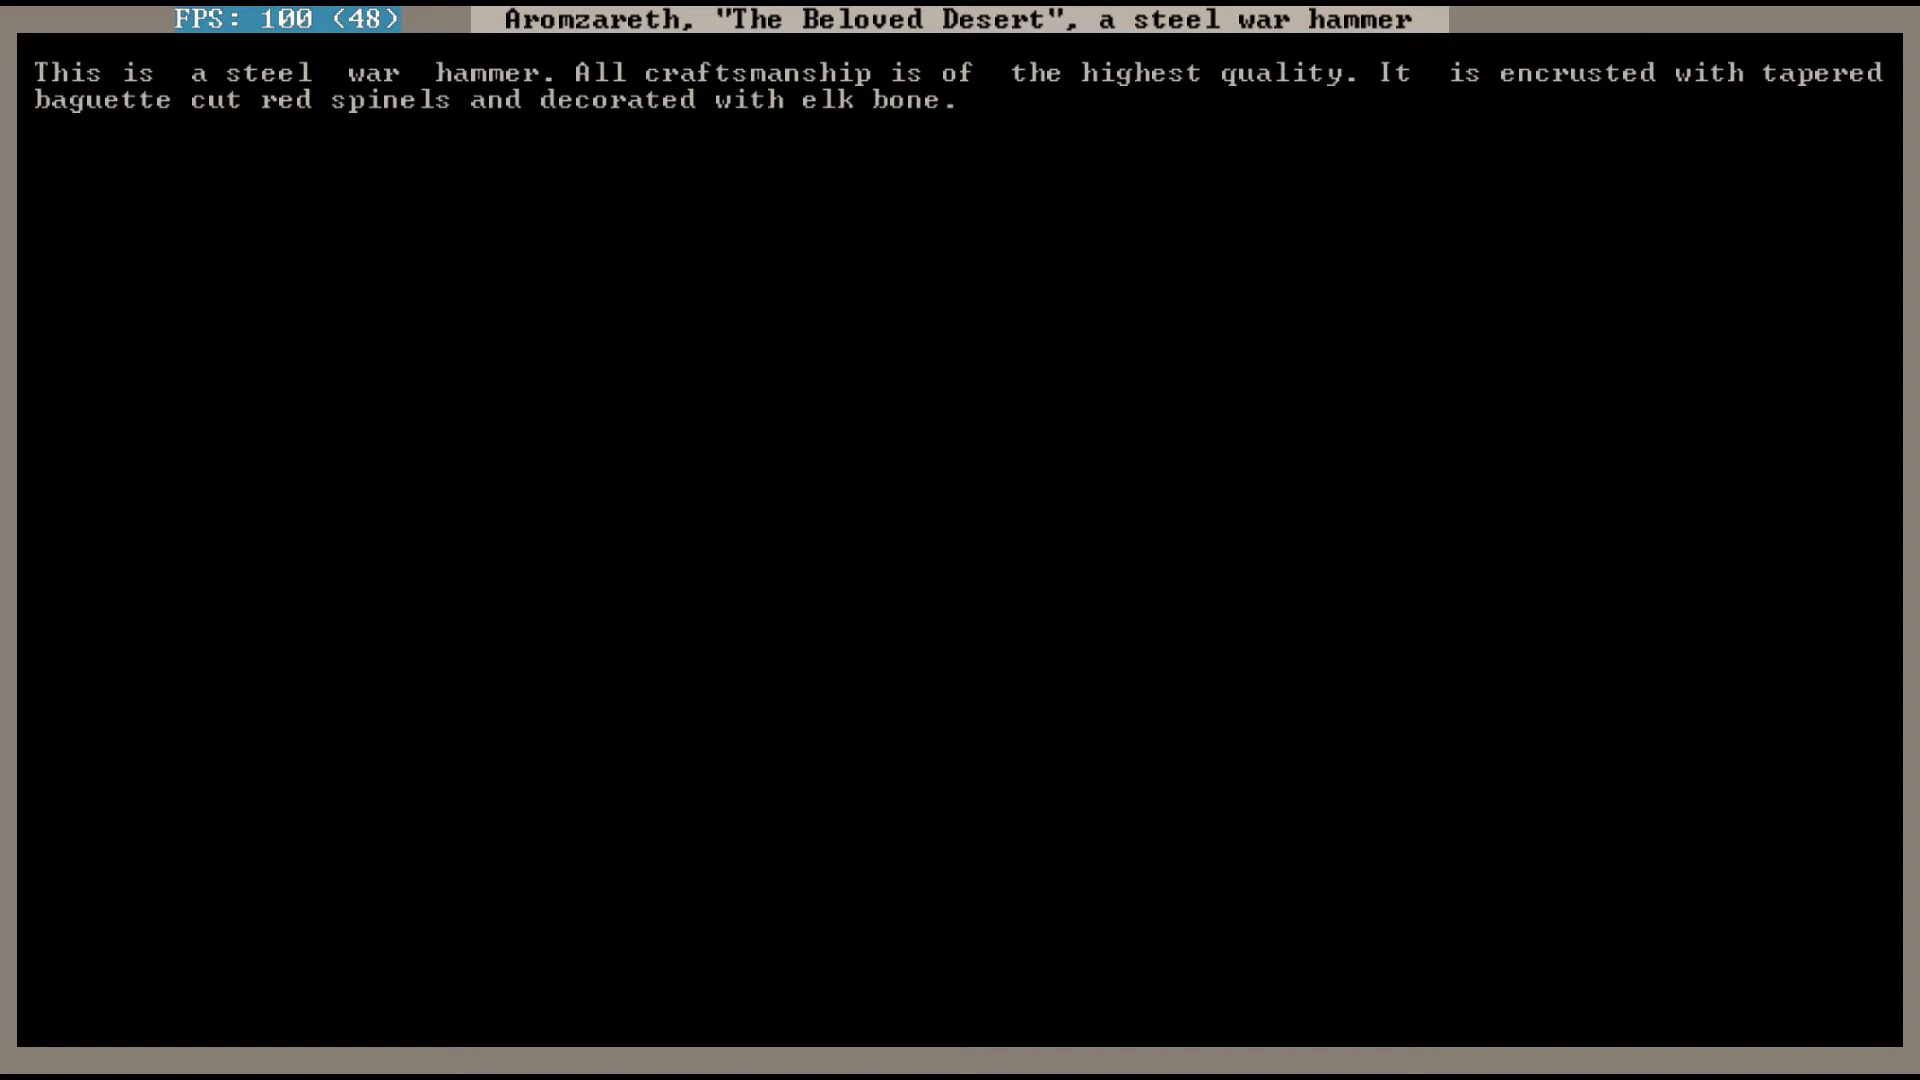 FPS: 100 (48) Aromzareth, "The Beloved Desert", a steel war hammer
This is a steel war hammer. All craftsmanship is of the highest quality. It is encrusted with tapered
baguette cut red spinels and decorated with elk bone.